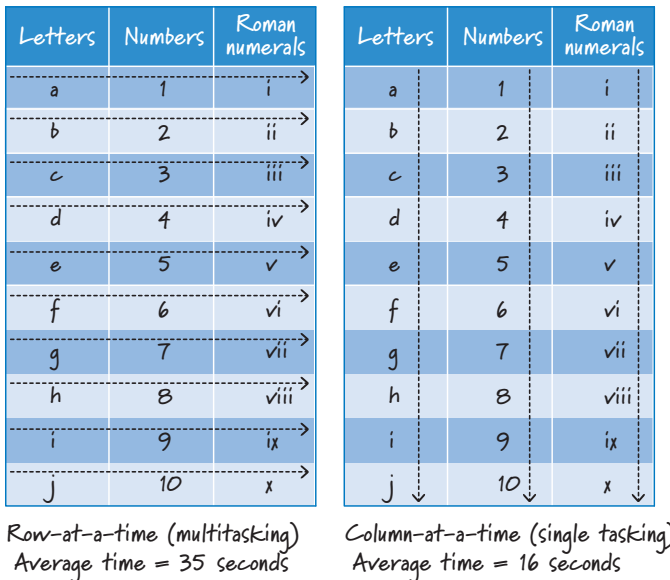 Letters Numbers Roman numerals
a 1 i
b 2 ii
c 3 iii
d 4 iv
e 5 v
f 6 vi
g 7 vii
h 8 viii
i 9 ix
j 10 x
Row-at-a-time (multitasking)
Average time = 35 seconds
Letters Numbers Roman numerals
a 1 i
b 2 ii
c 3 iii
d 4 iv
e 5 v
f 6 vi
g 7 vii
h 8 viii
i 9 ix
j 10 x
Column-at-a-time (single tasking)
Average time = 16 seconds